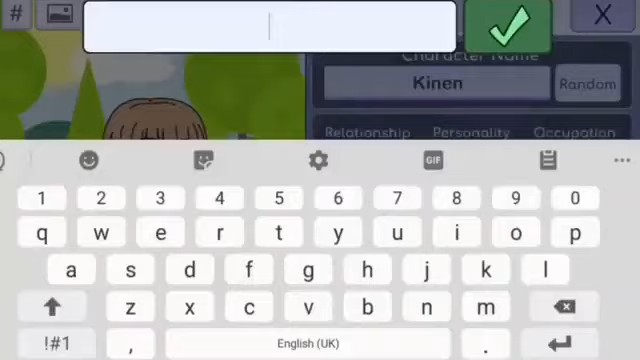 #
X
Character Name
Kinen
Random
Relationship Personality Occupation
GIF
1 2 3 4 5 6 7 8 9 0
q w e r t y u i o p
a s d f g h j k l
z x c v b n m
!#1 , English (UK) .